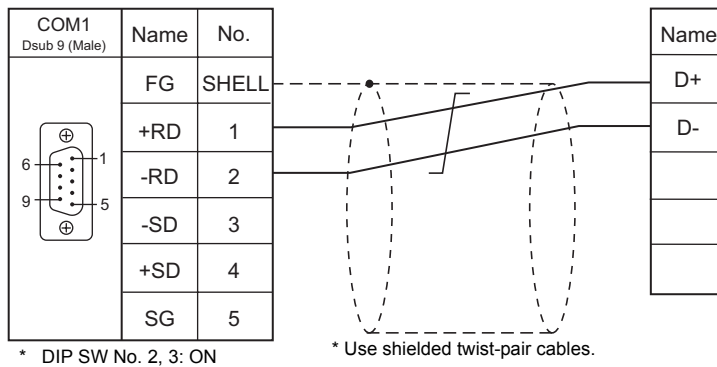 COM1
Dsub 9 (Male)
Name
No.
Name
FG
SHELL
D+
+RD
1
D-
-RD
2
-SD
3
+SD
4
SG
5
6
1
9
5
* DIP SW No. 2, 3: ON
* Use shielded twist-pair cables.